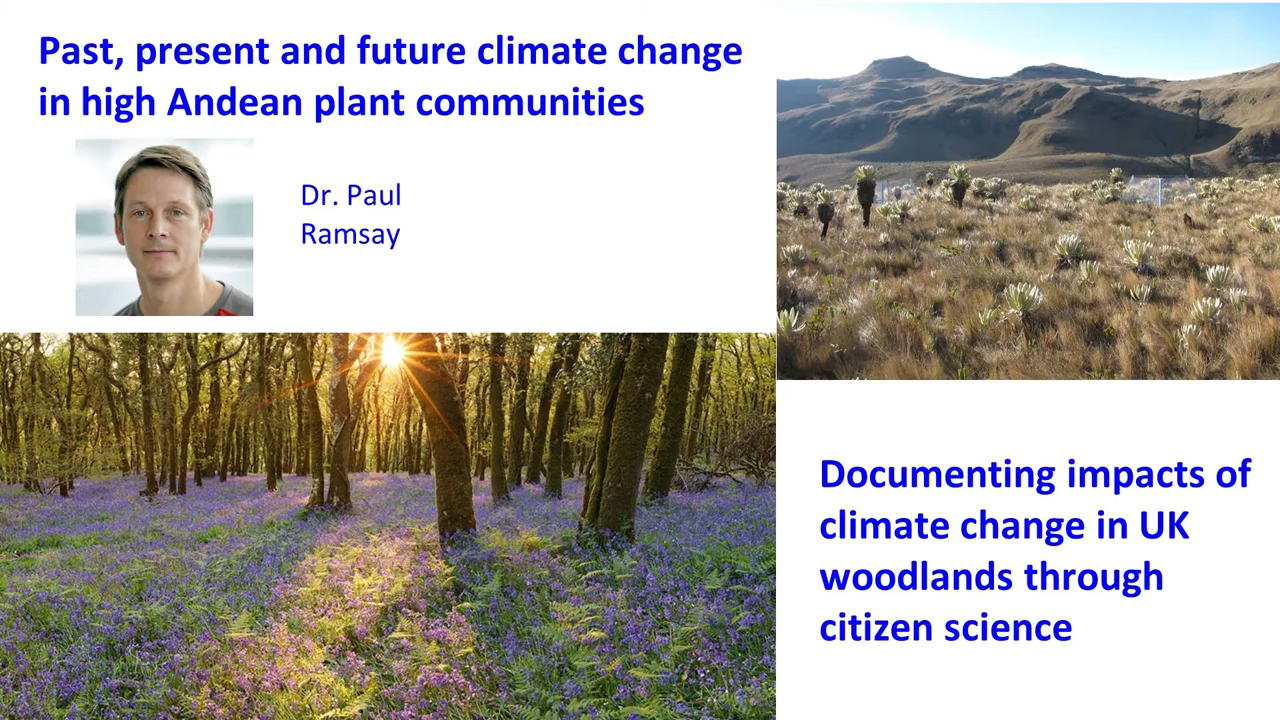 Past, present and future climate change
in high Andean plant communities
Dr. Paul
Ramsay
Documenting impacts of
climate change in UK
woodlands through
citizen science